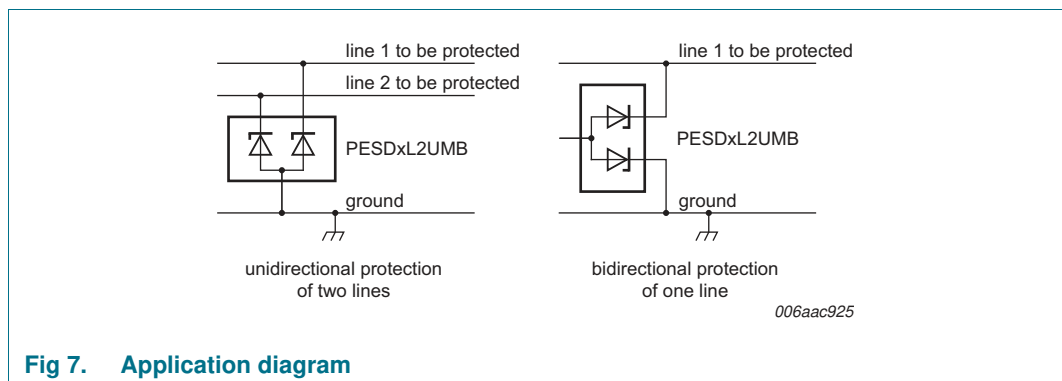 line 1 to be protected
line 2 to be protected
PESDxL2UMB
ground
unidirectional protection
of two lines
line 1 to be protected
PESDxL2UMB
ground
bidirectional protection
of one line
006aac925
Fig 7. Application diagram